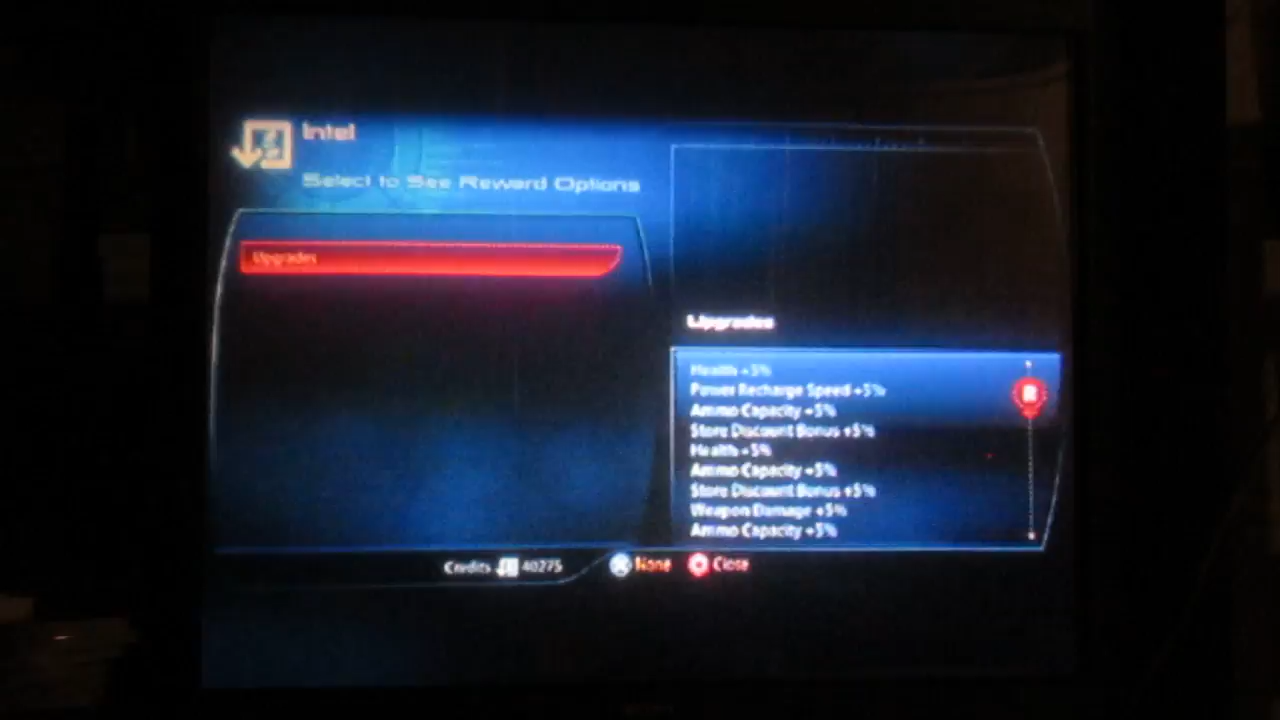 Intel
Select to See Reward Options
Upgrades
Upgrades
Health +5%
Power Recharge Speed +5%
Ammo Capacity +5%
Store Discount Bonus +5%
Health +5%
Ammo Capacity +5%
Store Discount Bonus +5%
Weapon Damage +5%
Ammo Capacity +5%
R
Credits 40275
None
Close